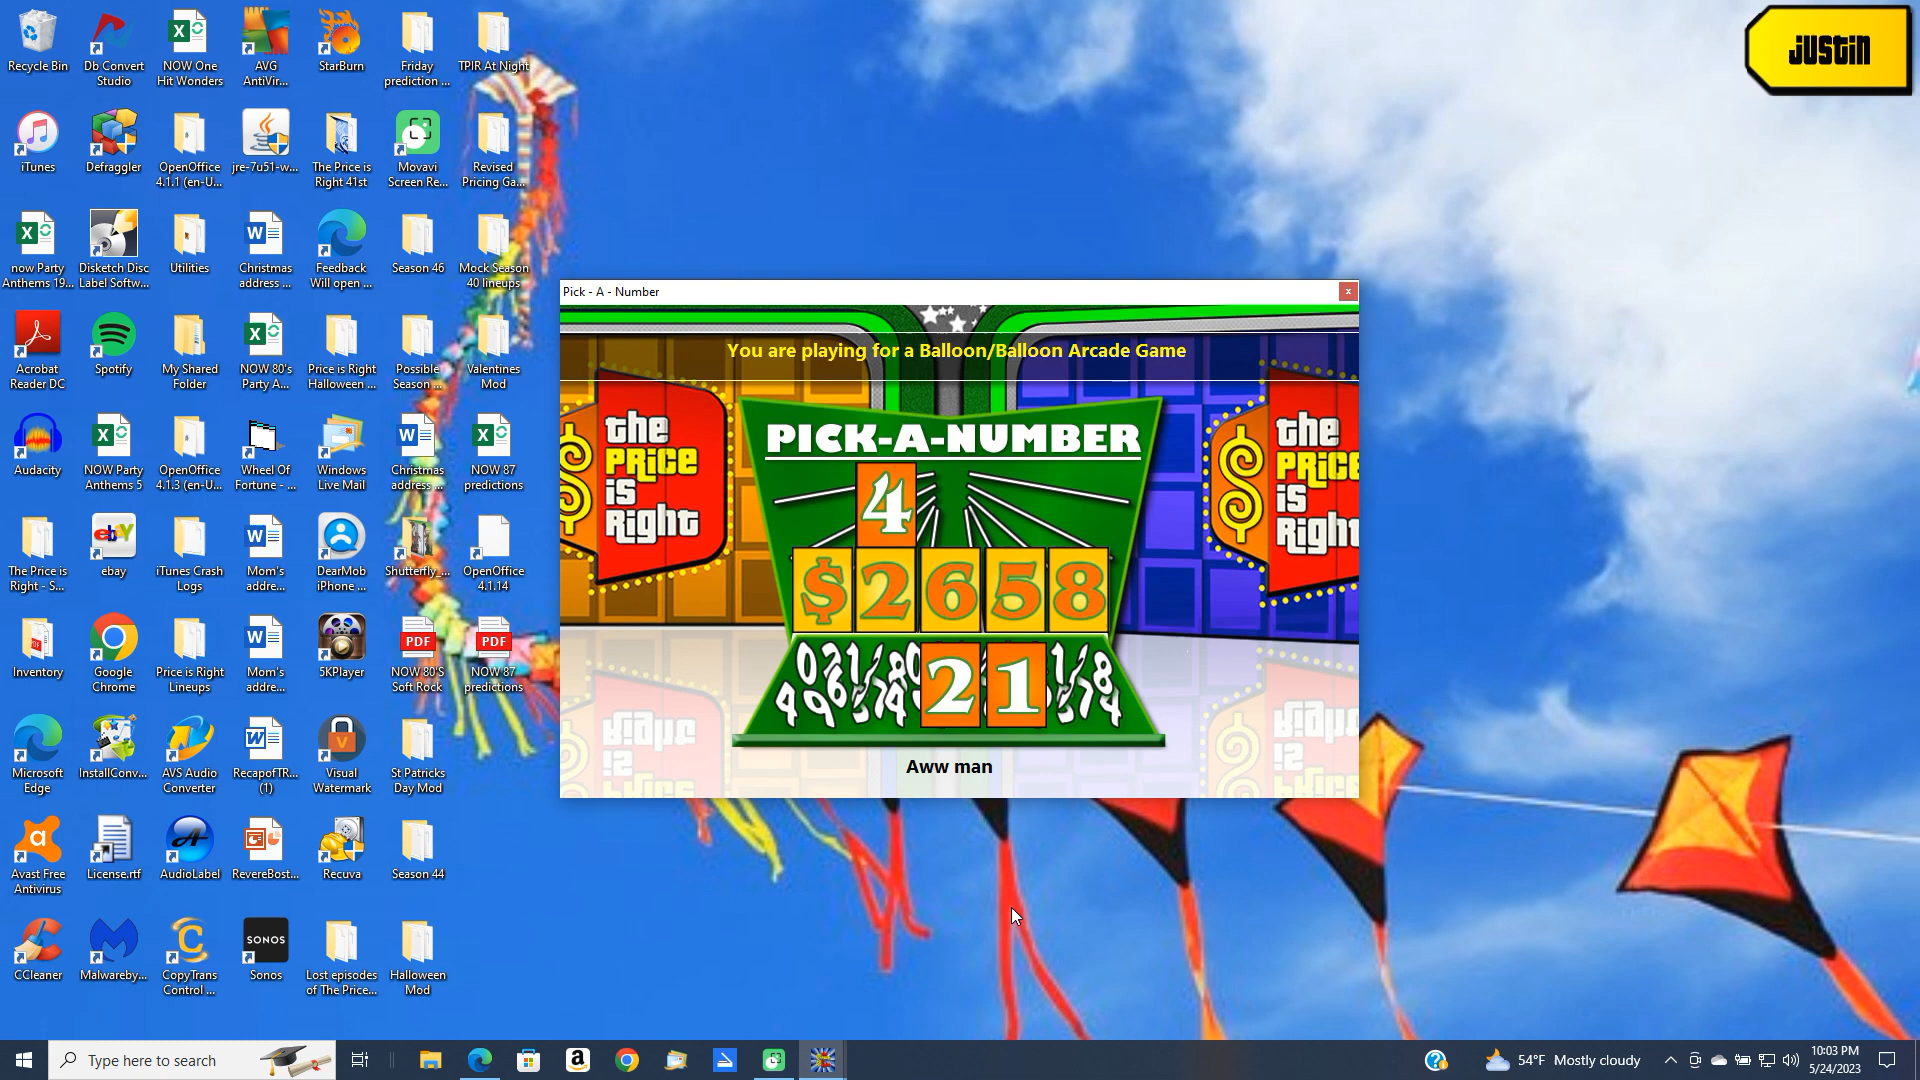 Recycle Bin
Db Convert
Studio
NOW One
Hit Wonders
AVG
AntiVir...
StarBurn
Friday
prediction ...
TPIR At Night
JUSTIN
iTunes
Defraggler
OpenOffice
4.1.1 (en-U...
jre-7u51-w...
The Price is
Right 41st
Movavi
Screen Re...
Revised
Pricing Ga...
now Party
Anthems 19...
Disketch Disc
Label Softw...
Utilities
Christmas
address ...
Feedback
Will open ...
Season 46
Mock Season
40 lineups
Acrobat
Reader DC
Spotify
My Shared
Folder
NOW 80's
Party A...
Price is Right
Halloween ...
Possible
Season ...
Valentines
Mod
Audacity
NOW Party
Anthems 5
OpenOffice
4.1.3 (en-U...
Wheel Of
Fortune - ...
Windows
Live Mail
Christmas
address ...
NOW 87
predictions
The Price is
Right - S...
ebay
iTunes Crash
Logs
Mom's
addre...
DearMob
iPhone ...
Shutterfly_...
OpenOffice
4.1.14
Inventory
Google
Chrome
Price is Right
Lineups
Mom's
addre...
5KPlayer
PDF
NOW 80'S
Soft Rock
PDF
NOW 87
predictions
Microsoft
Edge
InstallConv...
AVS Audio
Converter
RecapofTR...
(1)
Visual
Watermark
St Patricks
Day Mod
Avast Free
Antivirus
License.rtf
AudioLabel
RevereBost...
Recuva
Season 44
CCleaner
Malwareby...
CopyTrans
Control ...
SONOS
Sonos
Lost episodes
of The Price...
Halloween
Mod
Pick - A - Number
You are playing for a Balloon/Balloon Arcade Game
the
PRiCE
iS
Right
PICK-A-NUMBER
4
$2658
21
the
PRiCE
iS
Right
Aww man
Type here to search
54°F Mostly cloudy
10:03 PM
5/24/2023